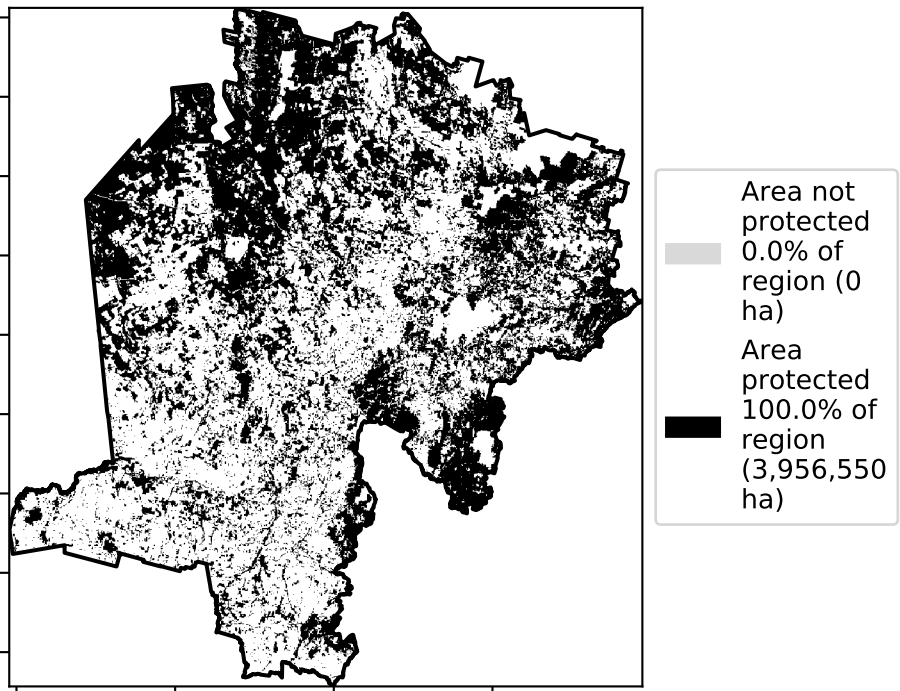 Area not
protected
0.0% of
region (0
ha)
Area
protected
100.0% of
region
(3,956,550
ha)